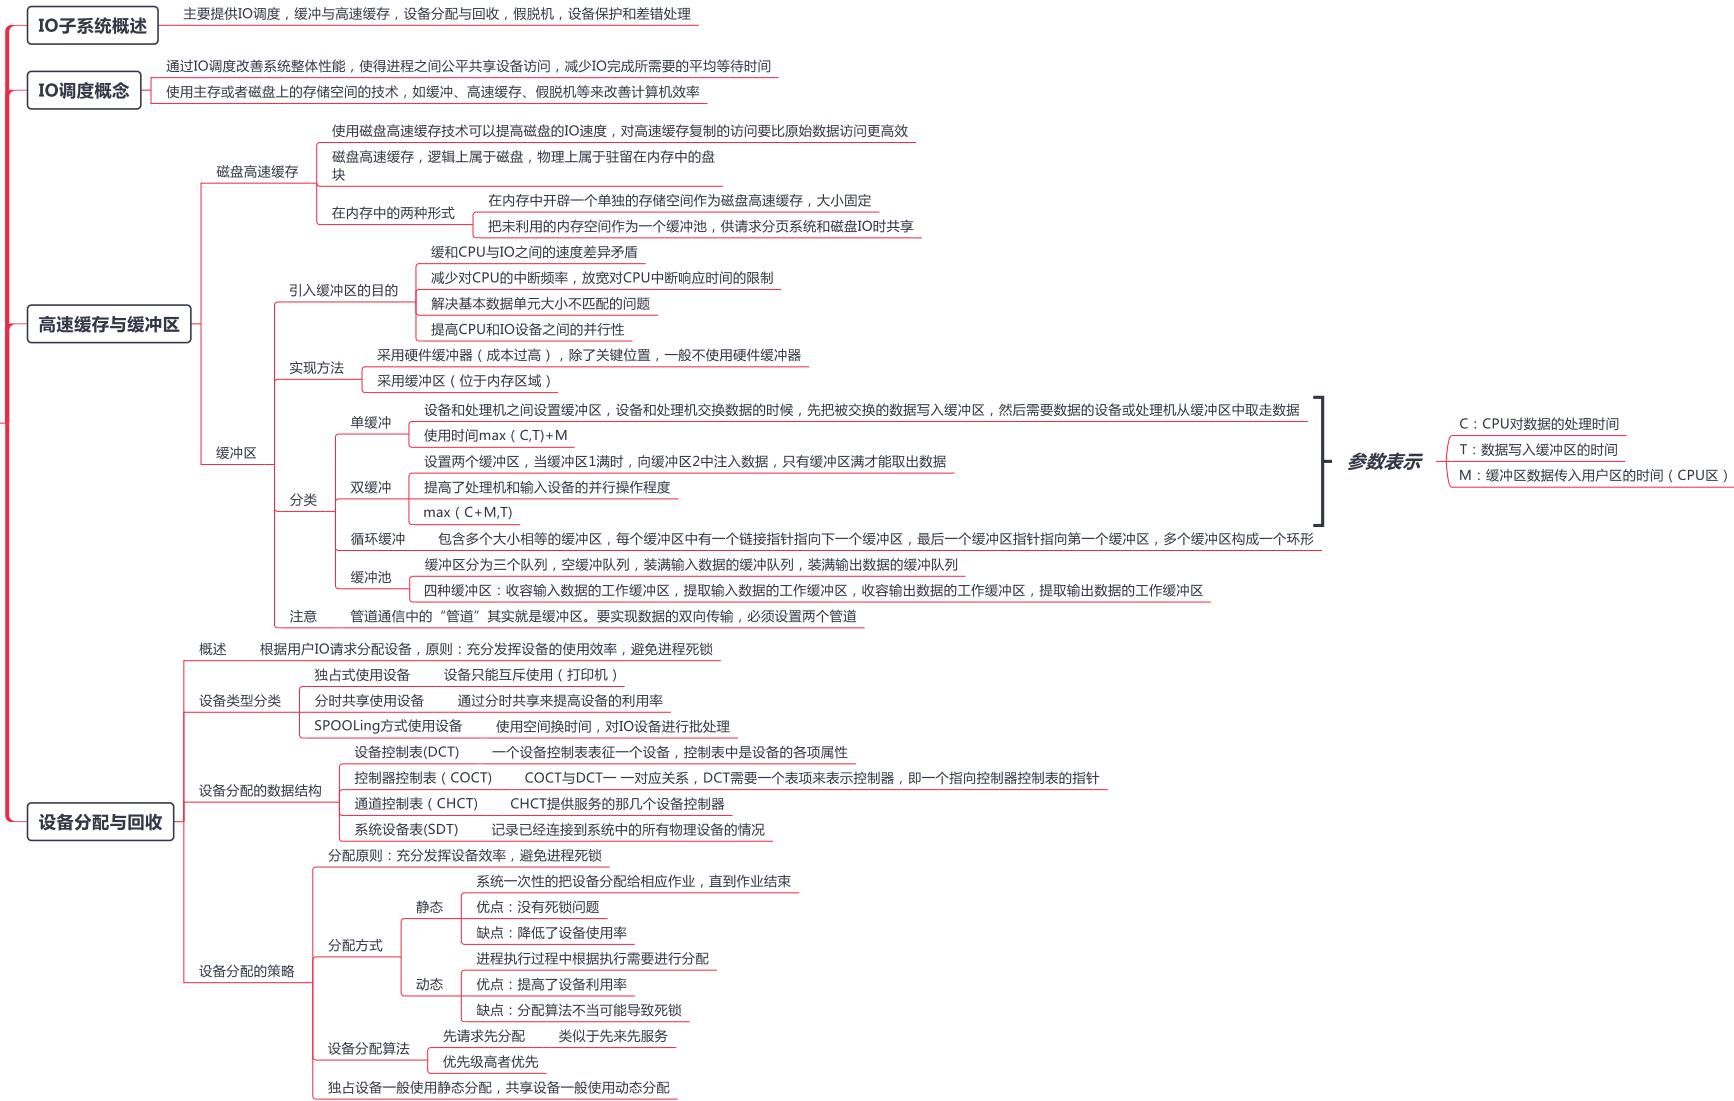 IO子系统概述
主要提供IO调度，缓冲与高速缓存，设备分配与回收，假脱机，设备保护和差错处理
IO调度概念
通过IO调度改善系统整体性能，使得进程之间公平共享设备访问，减少IO完成所需要的平均等待时间
使用主存或者磁盘上的存储空间的技术，如缓冲、高速缓存、假脱机等来改善计算机效率
高速缓存与缓冲区
磁盘高速缓存
使用磁盘高速缓存技术可以提高磁盘的IO速度，对高速缓存复制的访问要比原始数据访问更高效
磁盘高速缓存，逻辑上属于磁盘，物理上属于驻留在内存中的盘
块
在内存中的两种形式
在内存中开辟一个单独的存储空间作为磁盘高速缓存，大小固定
把未利用的内存空间作为一个缓冲池，供请求分页系统和磁盘IO时共享
缓冲区
引入缓冲区的目的
缓和CPU与IO之间的速度差异矛盾
减少对CPU的中断频率，放宽对CPU中断响应时间的限制
解决基本数据单元大小不匹配的问题
提高CPU和IO设备之间的并行性
实现方法
采用硬件缓冲器（成本过高），除了关键位置，一般不使用硬件缓冲器
采用缓冲区（位于内存区域）
分类
单缓冲
设备和处理机之间设置缓冲区，设备和处理机交换数据的时候，先把被交换的数据写入缓冲区，然后需要数据的设备或处理机从缓冲区中取走数据
使用时间max（C,T)+M
双缓冲
设置两个缓冲区，当缓冲区1满时，向缓冲区2中注入数据，只有缓冲区满才能取出数据
提高了处理机和输入设备的并行操作程度
max（C+M,T)
循环缓冲
包含多个大小相等的缓冲区，每个缓冲区中有一个链接指针指向下一个缓冲区，最后一个缓冲区指针指向第一个缓冲区，多个缓冲区构成一个环形
缓冲池
缓冲区分为三个队列，空缓冲队列，装满输入数据的缓冲队列，装满输出数据的缓冲队列
四种缓冲区：收容输入数据的工作缓冲区，提取输入数据的工作缓冲区，收容输出数据的工作缓冲区，提取输出数据的工作缓冲区
参数表示
C：CPU对数据的处理时间
T：数据写入缓冲区的时间
M：缓冲区数据传入用户区的时间（CPU区）
注意
管道通信中的“管道”其实就是缓冲区。要实现数据的双向传输，必须设置两个管道
设备分配与回收
概述
根据用户IO请求分配设备，原则：充分发挥设备的使用效率，避免进程死锁
设备类型分类
独占式使用设备
设备只能互斥使用（打印机）
分时共享使用设备
通过分时共享来提高设备的利用率
SPOOLing方式使用设备
使用空间换时间，对IO设备进行批处理
设备分配的数据结构
设备控制表(DCT)
一个设备控制表表征一个设备，控制表中是设备的各项属性
控制器控制表（COCT)
COCT与DCT一 一对应关系，DCT需要一个表项来表示控制器，即一个指向控制器控制表的指针
通道控制表（CHCT)
CHCT提供服务的那几个设备控制器
系统设备表(SDT)
记录已经连接到系统中的所有物理设备的情况
设备分配的策略
分配原则：充分发挥设备效率，避免进程死锁
分配方式
静态
系统一次性的把设备分配给相应作业，直到作业结束
优点：没有死锁问题
缺点：降低了设备使用率
动态
进程执行过程中根据执行需要进行分配
优点：提高了设备利用率
缺点：分配算法不当可能导致死锁
设备分配算法
先请求先分配
类似于先来先服务
优先级高者优先
独占设备一般使用静态分配，共享设备一般使用动态分配